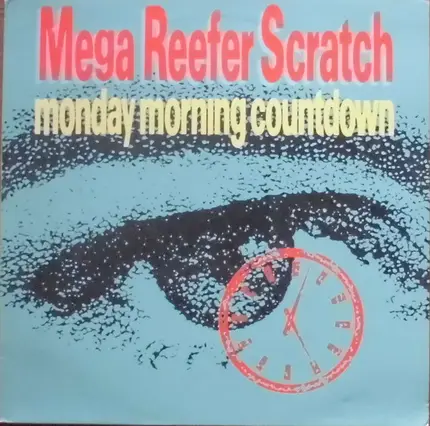 Mega Reefer Scratch
monday morning countdown